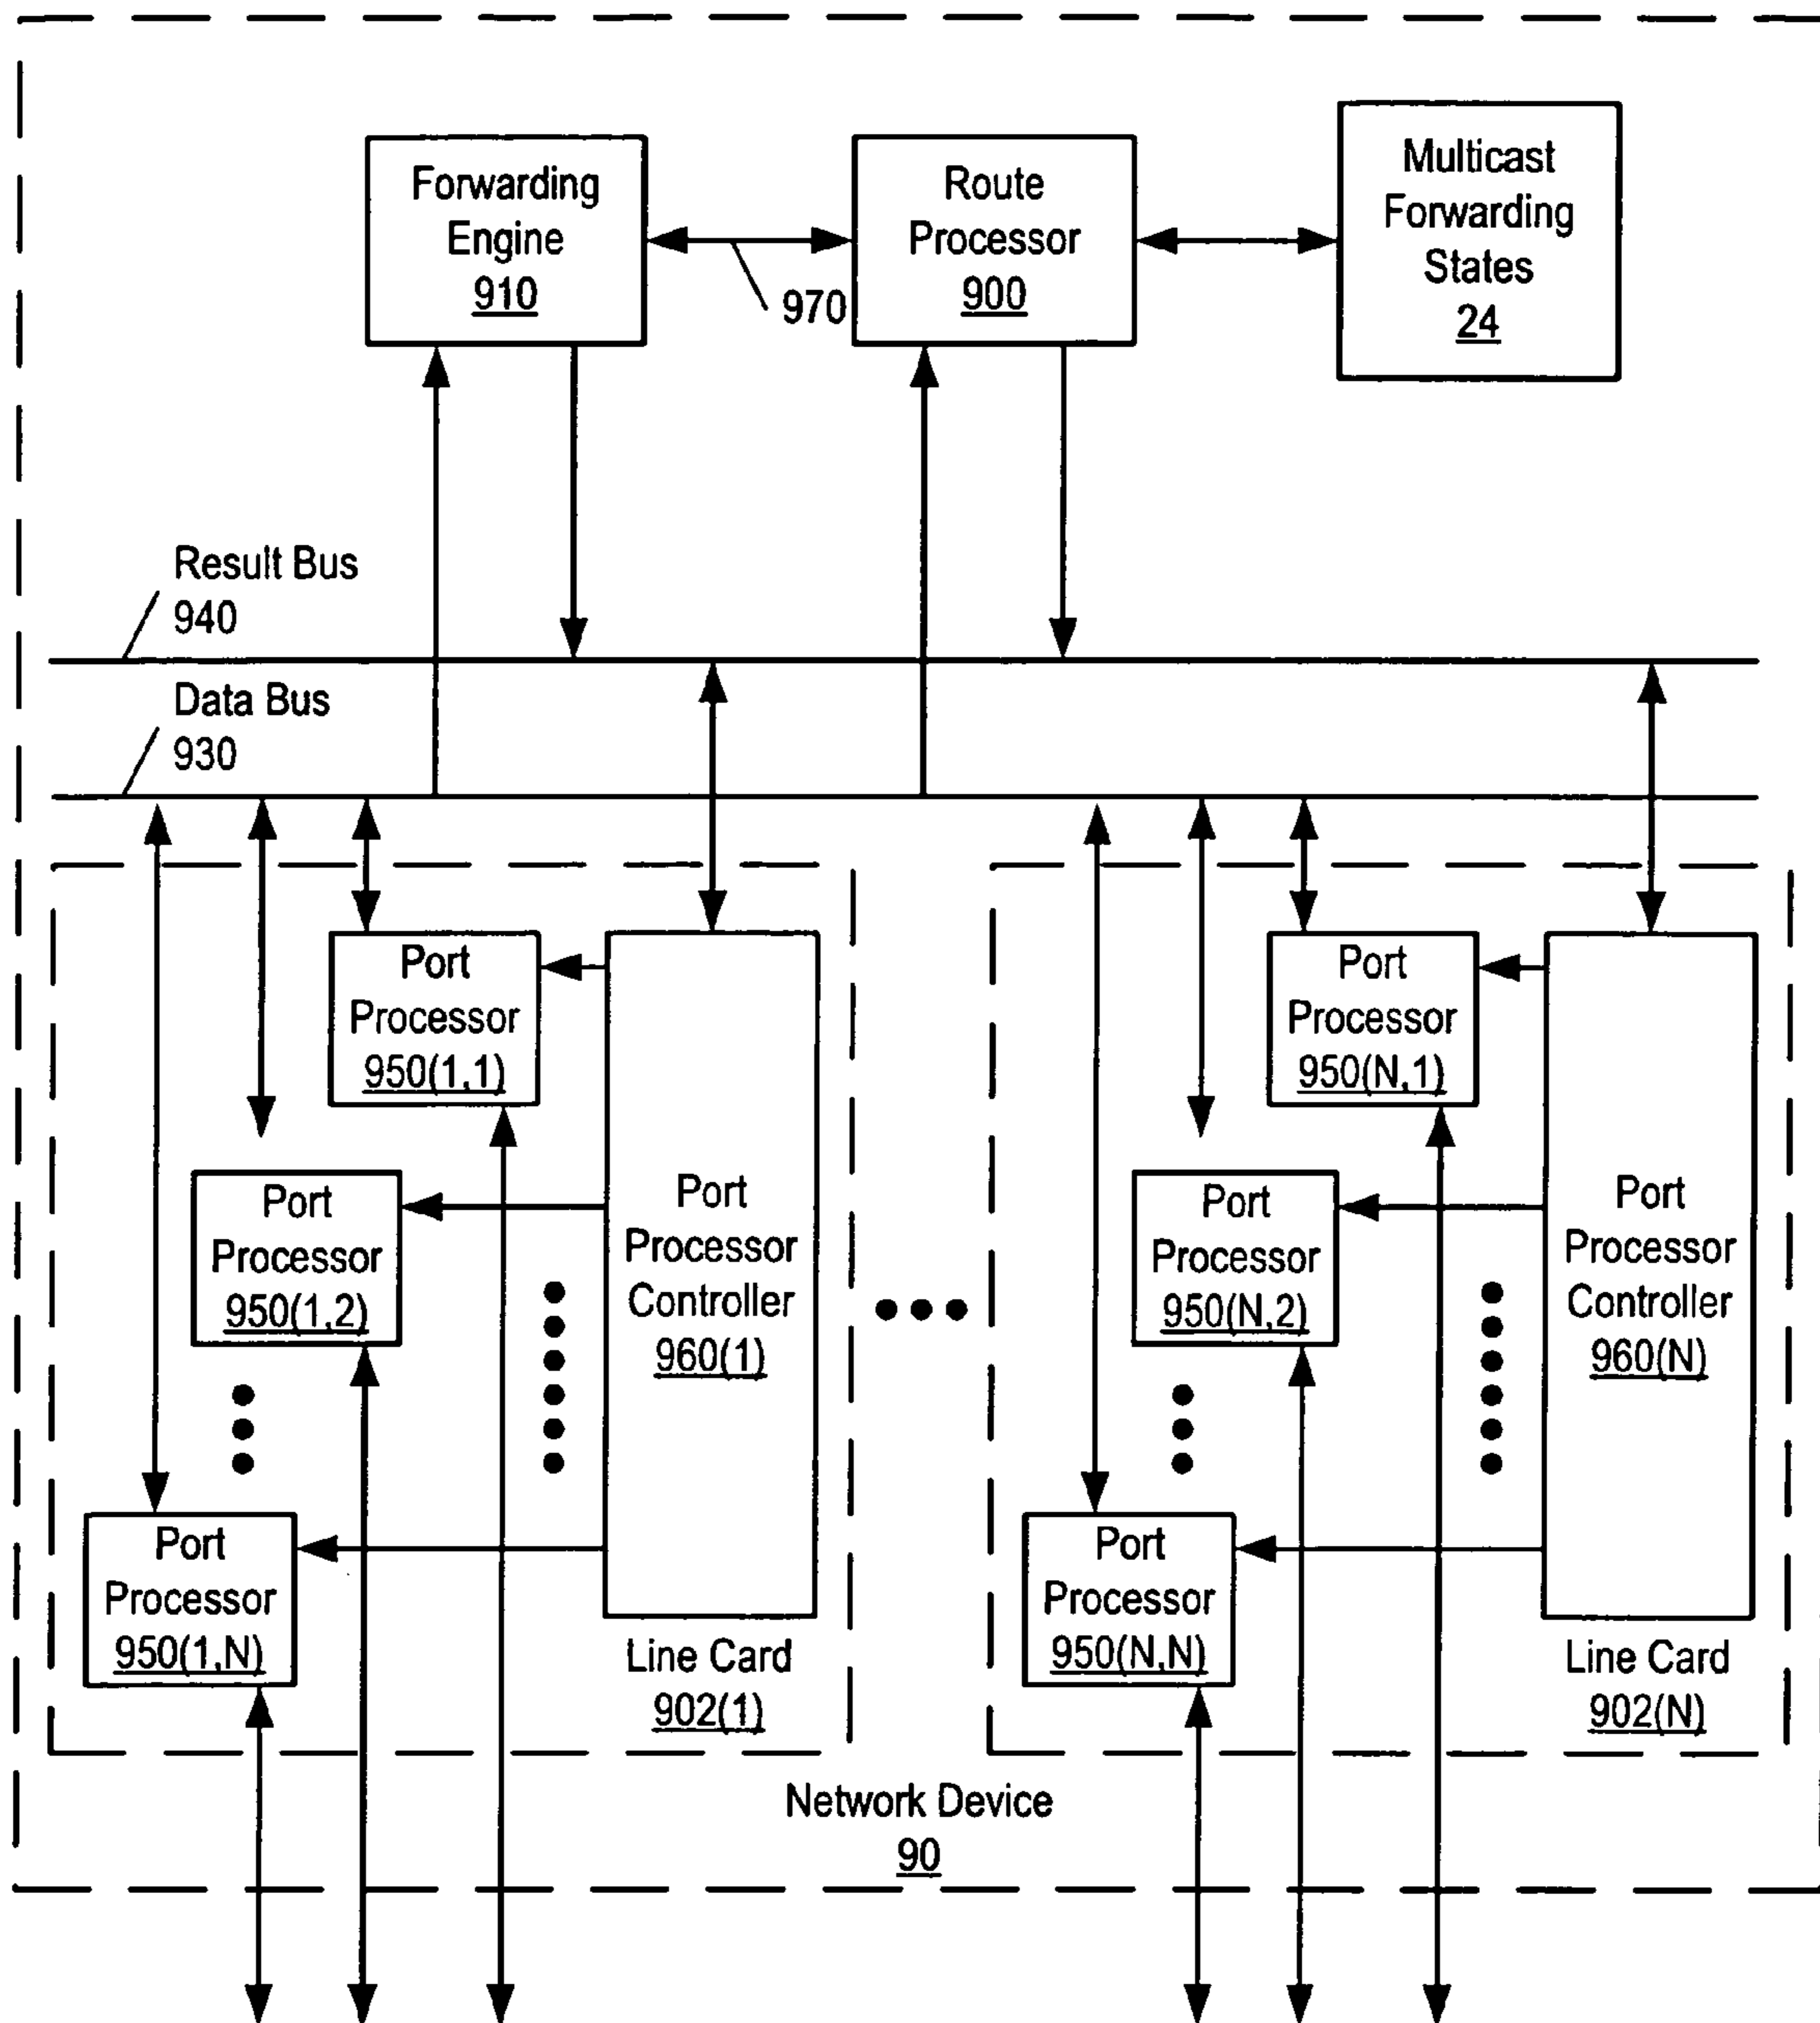 Forwarding
Engine
910
Route
Processor
900
Multicast
Forwarding
States
24
970
Result Bus
940
Data Bus
930
Port
Processor
950(1,1)
Port
Processor
950(1,2)
Port
Processor
950(1,N)
Port
Processor
Controller
960(1)
Line Card
902(1)
Port
Processor
950(N,1)
Port
Processor
950(N,2)
Port
Processor
950(N,N)
Port
Processor
Controller
960(N)
Line Card
902(N)
Network Device
90